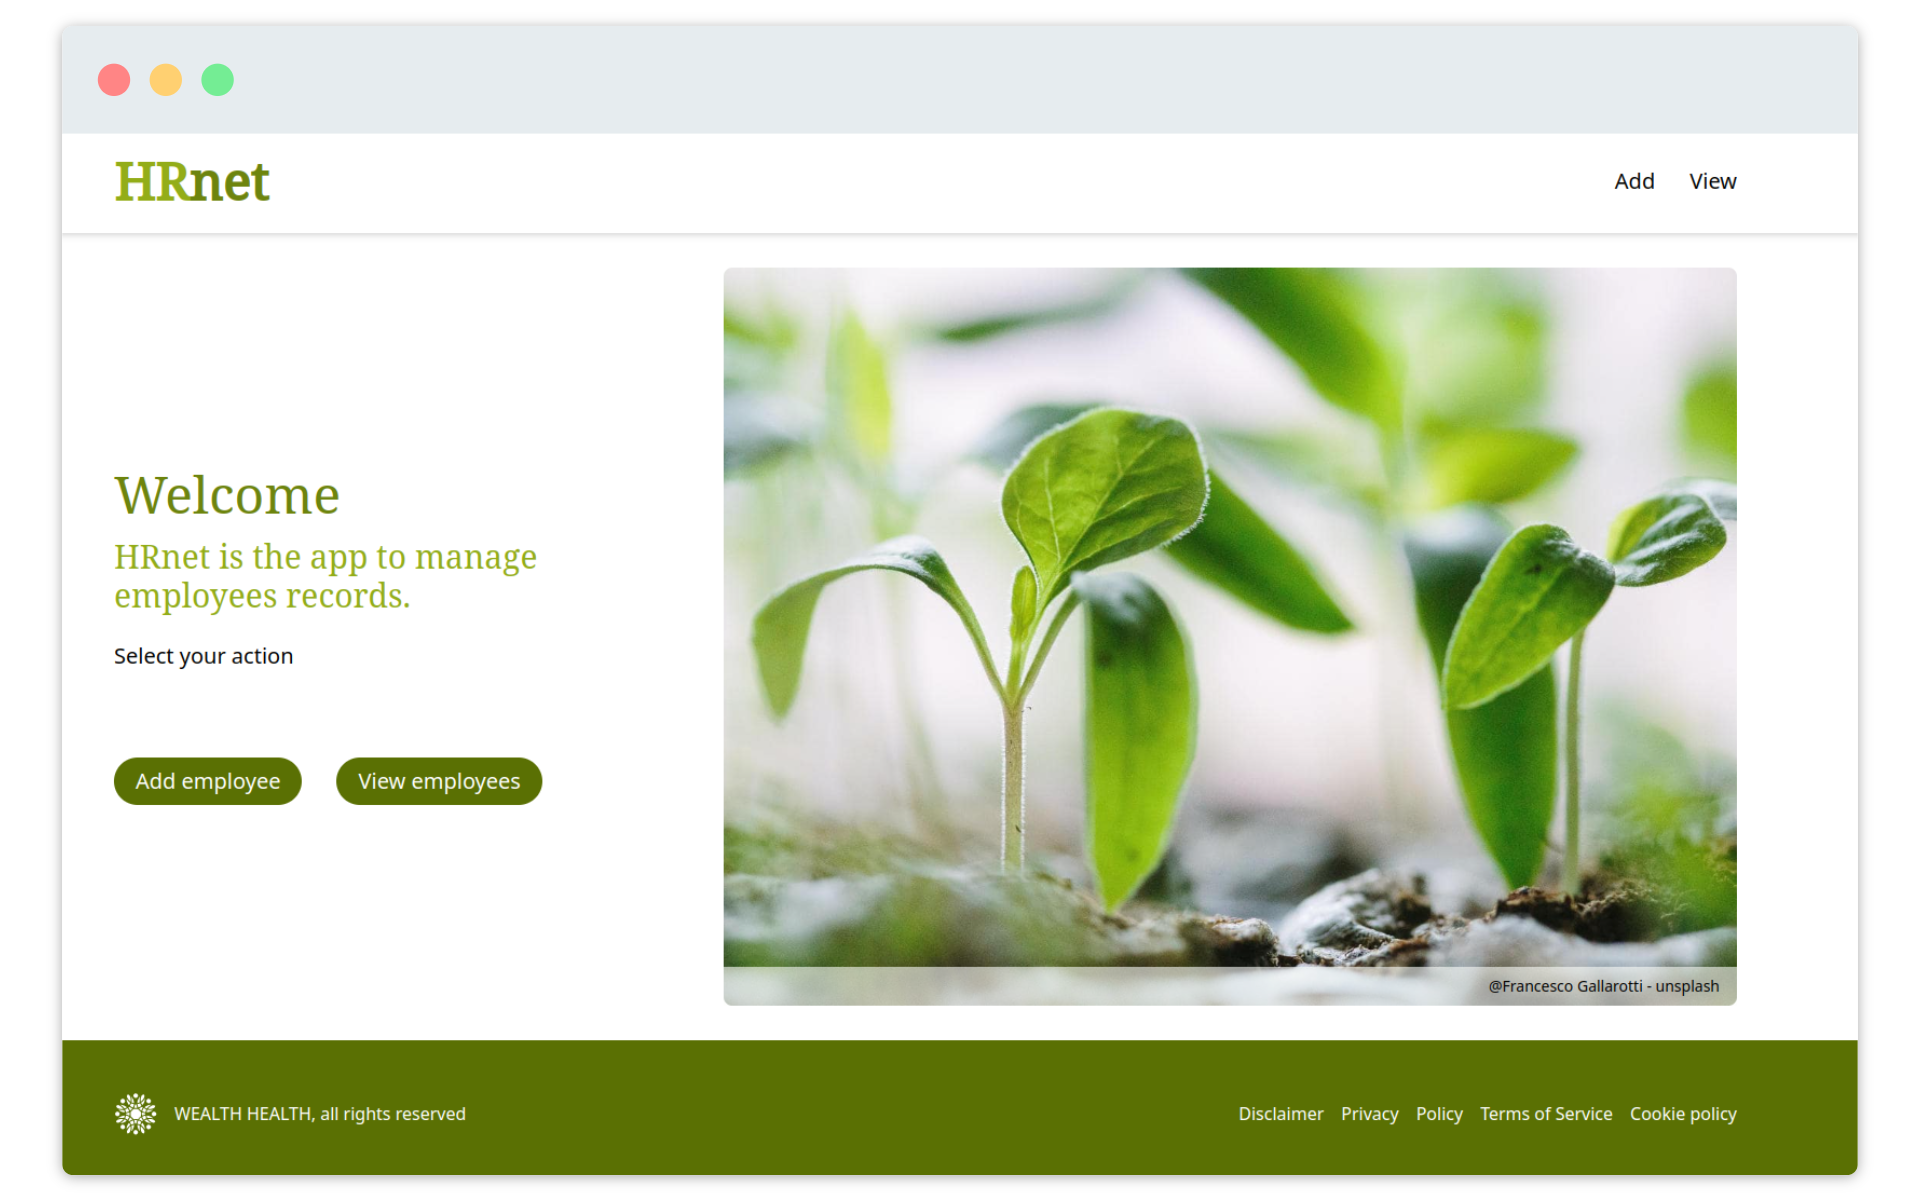 HRnet
Add View
Welcome
HRnet is the app to manage
employees records.
Select your action
Add employee View employees
@Francesco Gallarotti - unsplash
WEALTH HEALTH, all rights reserved
Disclaimer Privacy Policy Terms of Service Cookie policy